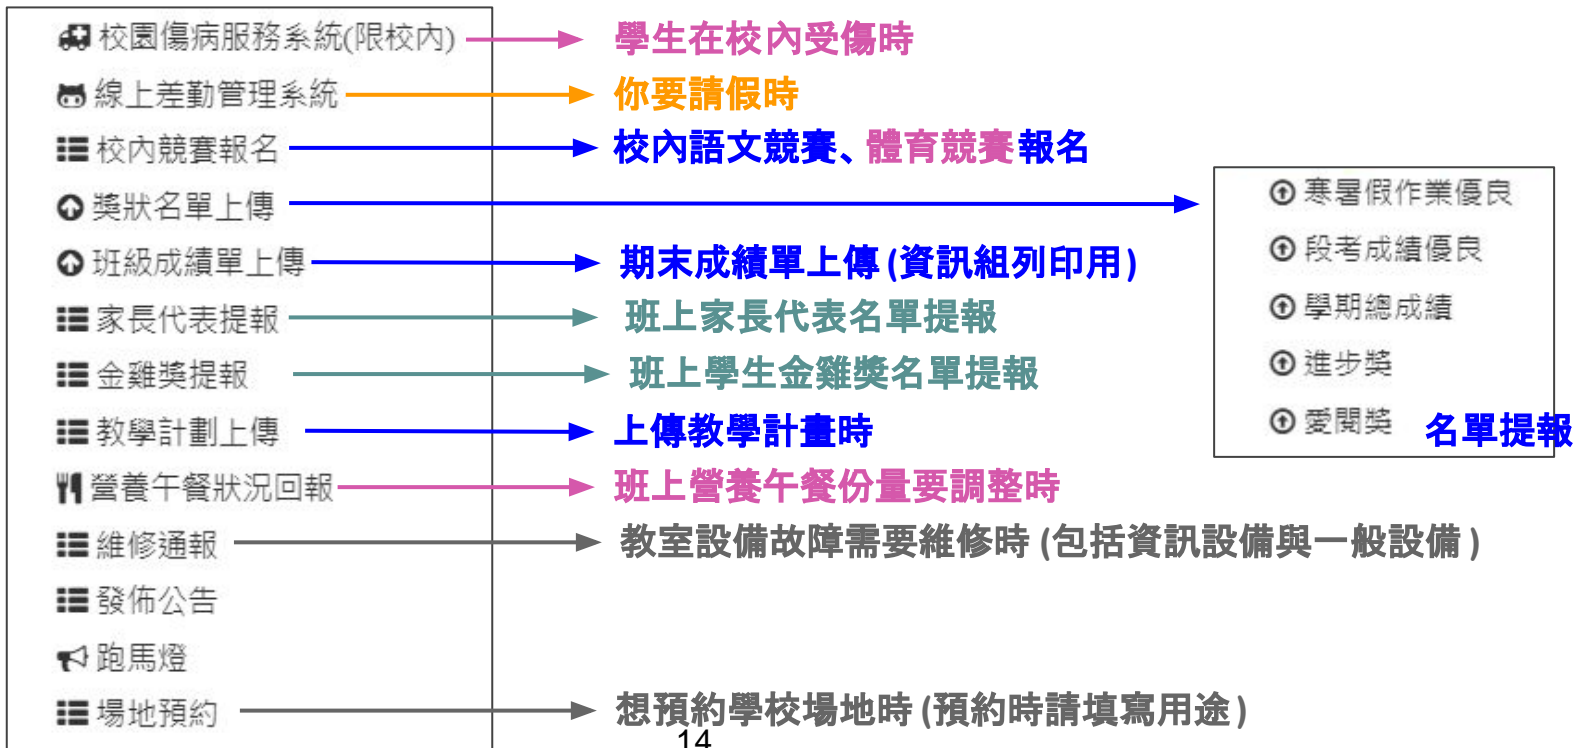 校園傷病服務系統(限校內)
學生在校內受傷時
線上差勤管理系統
你要請假時
校內競賽報名
校內語文競賽、體育競賽報名
獎狀名單上傳
寒暑假作業優良
段考成績優良
學期總成績
進步獎
愛閱獎
名單提報
班級成績單上傳
期末成績單上傳(資訊組列印用)
家長代表提報
班上家長代表名單提報
金雞獎提報
班上學生金雞獎名單提報
教學計劃上傳
上傳教學計畫時
營養午餐狀況回報
班上營養午餐份量要調整時
維修通報
教室設備故障需要維修時(包括資訊設備與一般設備)
發佈公告
跑馬燈
場地預約
想預約學校場地時(預約時請填寫用途)
14